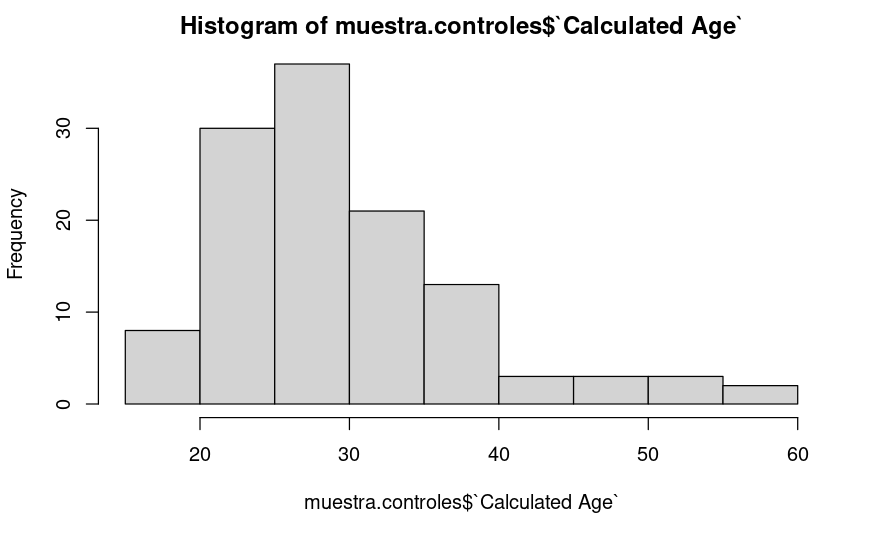 Histogram of muestra.controles$`Calculated Age`
Frequency
30
20
10
0
20 30 40 50 60
muestra.controles$`Calculated Age`